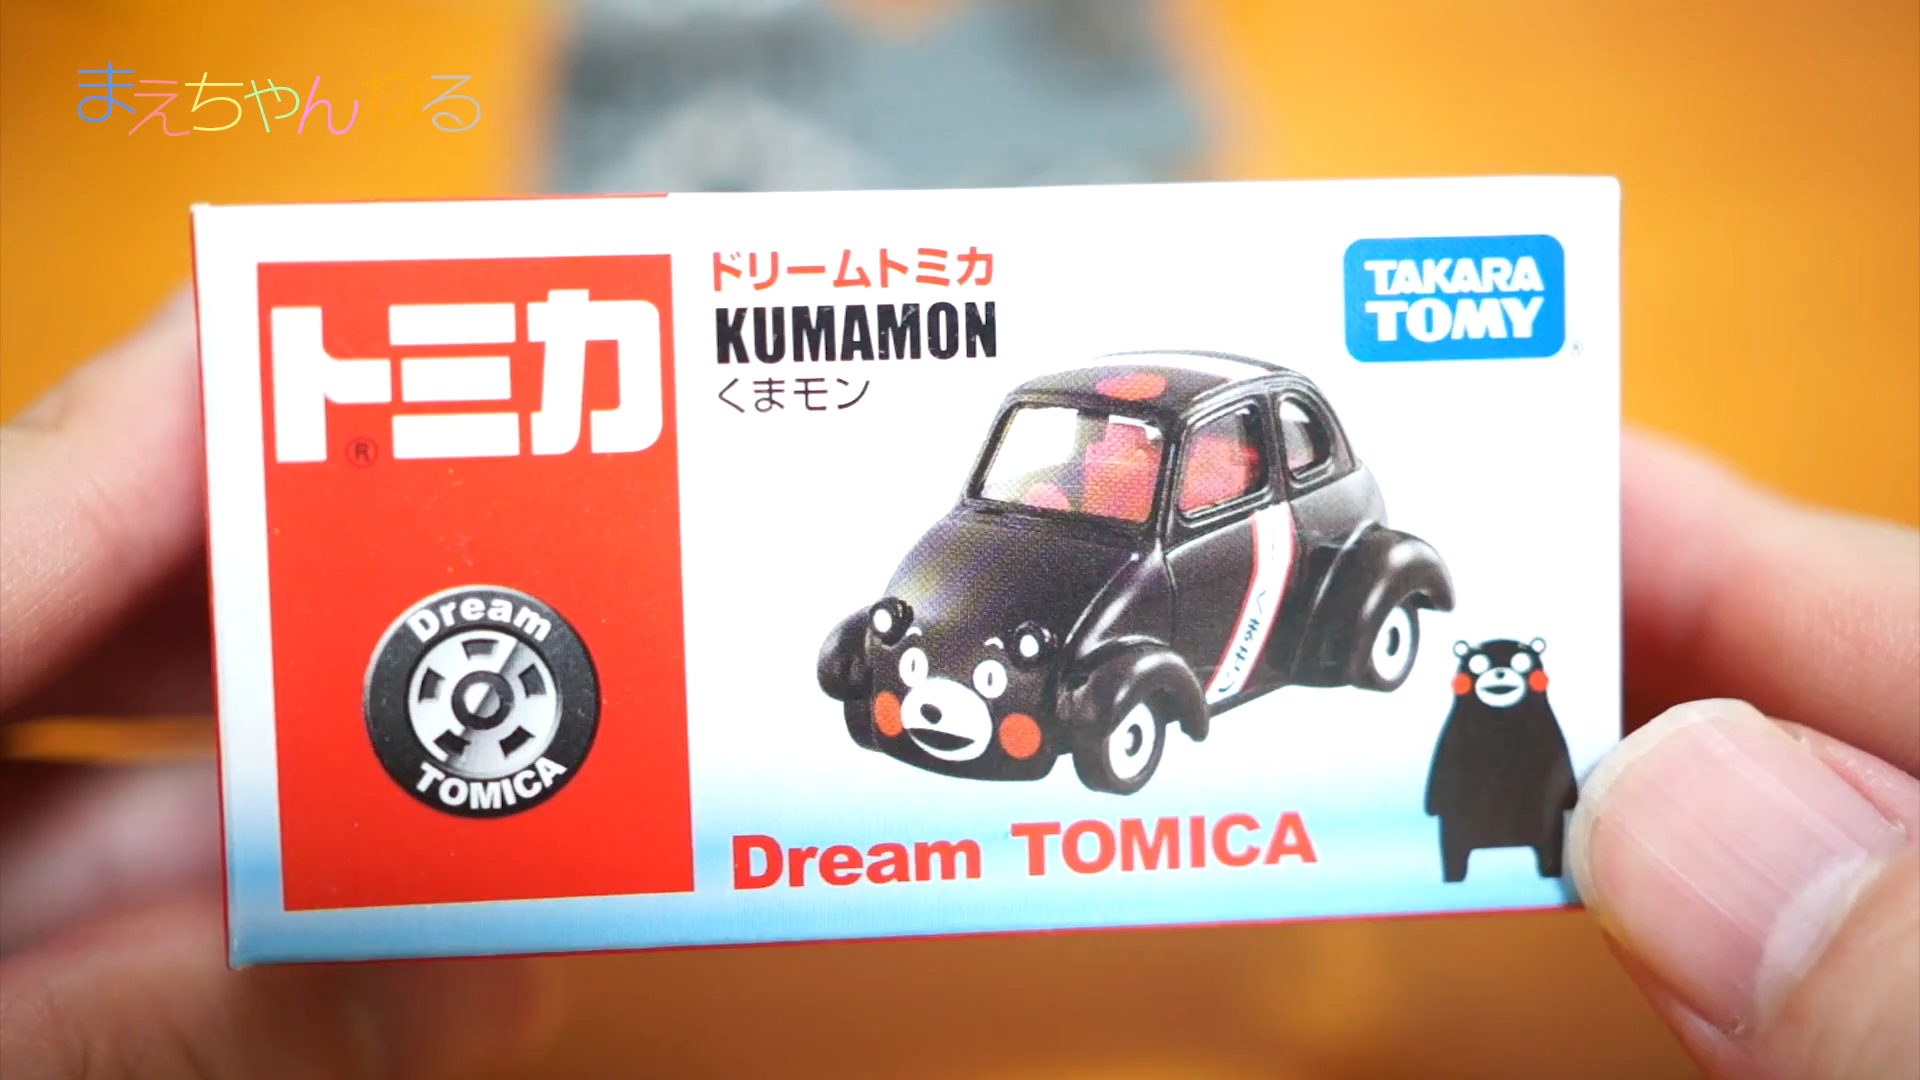 まえちゃんねる
トミカ
®
Dream
TOMICA
ドリームトミカ
KUMAMON
くまモン
TAKARA
TOMY
®
Dream TOMICA